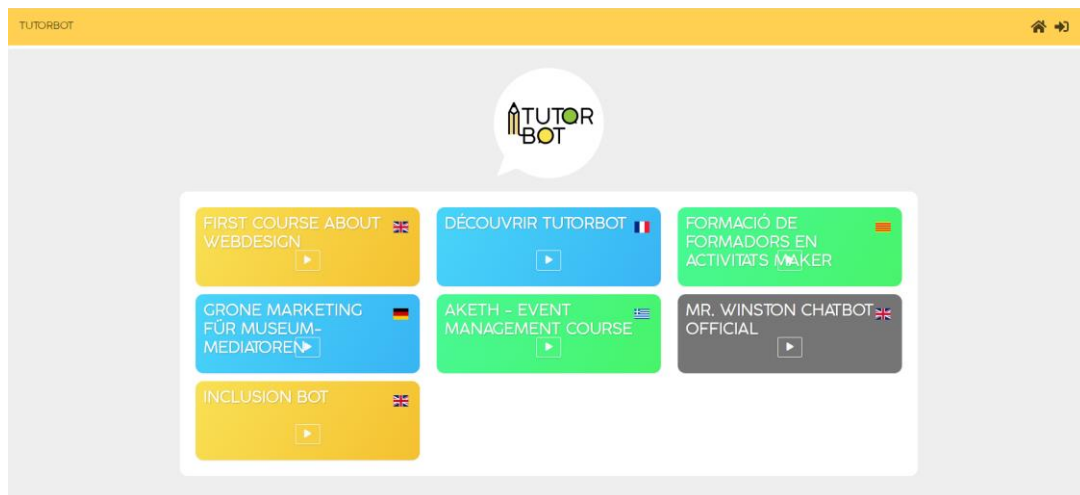 TUTORBOT
TUTOR
BOT
FIRST COURSE ABOUT
WEBDESIGN
DÉCOUVRIR TUTORBOT
FORMACIÓ DE
FORMADORS EN
ACTIVITATS MAKER
GRONE MARKETING
FÜR MUSEUM-
MEDIATOREN
AKETH - EVENT
MANAGEMENT COURSE
MR. WINSTON CHATBOT
OFFICIAL
INCLUSION BOT